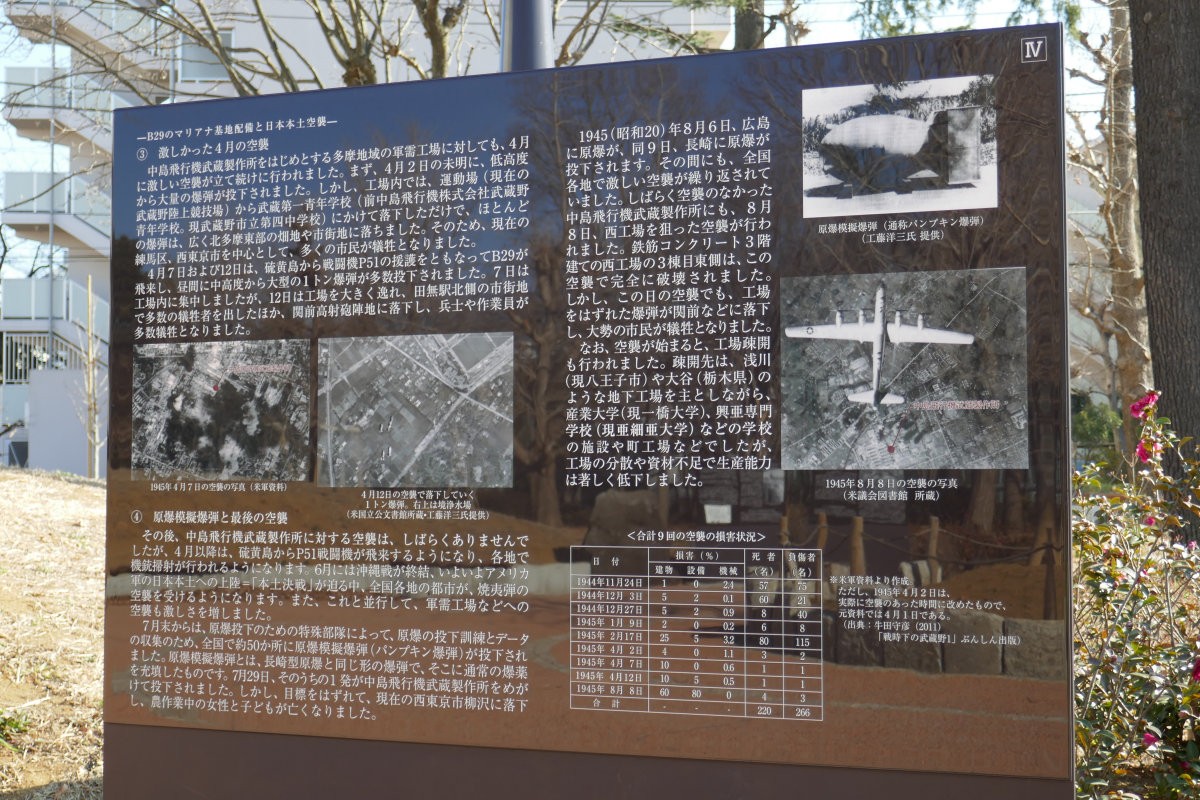 Ⅳ
―B29のマリアナ基地配備と日本本土空襲―
③ 激しかった4月の空襲
中島飛行機武蔵製作所をはじめとする多摩地域の軍需工場に対しても、4月
に激しい空襲が立て続けに行われました。まず、4月2日の未明に、低高度
から大量の爆弾が投下されました。しかし、工場内では、運動場（現在の
武蔵野陸上競技場）から武蔵第一青年学校（前中島飛行機株式会社武蔵野
青年学校。現武蔵野市立第四中学校）にかけて落下しただけで、ほとんど
の爆弾は、広く北多摩東部の畑地や市街地に落ちました。そのため、現在の
練馬区、西東京市を中心として、多くの市民が犠牲となりました。
4月7日および12日は、硫黄島から戦闘機P51の援護をともなってB29が
飛来し、昼間に中高度から大型の1トン爆弾が多数投下されました。7日は
工場内に集中しましたが、12日は工場を大きく逸れ、田無駅北側の市街地
で多数の犠牲者を出したほか、関前高射砲陣地に落下し、兵士や作業員が
多数犠牲となりました。
1945年4月7日の空襲の写真（米軍資料）
4月12日の空襲で落下していく
1トン爆弾。右上は境浄水場
（米国立公文書館所蔵・工藤洋三氏提供）
④ 原爆模擬爆弾と最後の空襲
その後、中島飛行機武蔵製作所に対する空襲は、しばらくありませんで
したが、4月以降は、硫黄島からP51戦闘機が飛来するようになり、各地で
機銃掃射が行われるようになります。6月には沖縄戦が終結、いよいよアメリカ
軍の日本本土への上陸＝「本土決戦」が迫る中、全国各地の都市が、焼夷弾の
空襲を受けるようになります。また、これと並行して、軍需工場などへの
空襲も激しさを増しました。
7月末からは、原爆投下のための特殊部隊によって、原爆の投下訓練とデータ
の収集のため、全国で約50か所に原爆模擬爆弾（パンプキン爆弾）が投下され
ました。原爆模擬爆弾とは、長崎型原爆と同じ形の爆弾で、そこに通常の爆薬
を充填したものです。7月29日、そのうちの1発が中島飛行機武蔵製作所をめが
けて投下されました。しかし、目標をはずれて、現在の西東京市柳沢に落下
し、農作業中の女性と子どもが亡くなりました。
1945（昭和20）年8月6日、広島
に原爆が、同9日、長崎に原爆が
投下されます。その間にも、全国
各地で激しい空襲が繰り返されて
いました。しばらく空襲のなかった
中島飛行機武蔵製作所にも、8月
8日、西工場を狙った空襲が行わ
れました。鉄筋コンクリート3階
建ての西工場の3棟目東側は、この
空襲で完全に破壊されました。
しかし、この日の空襲でも、工場
をはずれた爆弾が関前などに落下
し、大勢の市民が犠牲となりました。
なお、空襲が始まると、工場疎開
も行われました。疎開先は、浅川
（現八王子市）や大谷（栃木県）の
ような地下工場を主としながら、
産業大学（現一橋大学）、興亜専門
学校（現亜細亜大学）などの学校
の施設や町工場などでしたが、
工場の分散や資材不足で生産能力
は著しく低下しました。
原爆模擬爆弾（通称パンプキン爆弾）
（工藤洋三氏 提供）
中島飛行機武蔵製作所
1945年8月8日の空襲の写真
（米議会図書館 所蔵）
＜合計9回の空襲の損害状況＞
日 付 損害（％） 死者（名） 負傷者（名）
建物 設備 機械
1944年11月24日 1 0 2.4 57 75
1944年12月 3日 5 2 0.1 60 21
1944年12月27日 5 2 0.9 8 40
1945年 1月 9日 2 0 0.2 6 8
1945年 2月17日 25 5 3.2 80 115
1945年 4月 2日 4 0 1.1 3 2
1945年 4月 7日 10 0 0.6 1 1
1945年 4月12日 10 5 0.5 1 1
1945年 8月 8日 60 80 0 4 3
合 計 - - - 220 266
※米軍資料より作成
ただし、1945年4月2日は、
実際に空襲のあった時間に改めたもので、
元資料では4月1日である。
（出典：牛田守彦（2011）
『戦時下の武蔵野Ⅰ』ぶんしん出版）